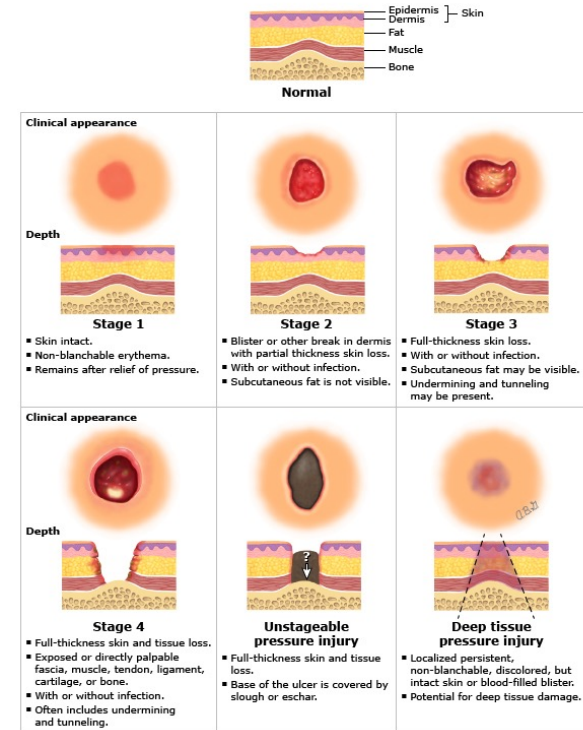 Epidermis
Dermis
Skin
Fat
Muscle
Bone
Normal
Clinical appearance
Depth
Stage 1
▪ Skin intact.
▪ Non-blanchable erythema.
▪ Remains after relief of pressure.
Stage 2
▪ Blister or other break in dermis
with partial thickness skin loss.
▪ With or without infection.
▪ Subcutaneous fat is not visible.
Stage 3
▪ Full-thickness skin loss.
▪ With or without infection.
▪ Subcutaneous fat may be visible.
▪ Undermining and tunneling
may be present.
Clinical appearance
Depth
Stage 4
▪ Full-thickness skin and tissue loss.
▪ Exposed or directly palpable
fascia, muscle, tendon, ligament,
cartilage, or bone.
▪ With or without infection.
▪ Often includes undermining
and tunneling.
?
Unstageable
pressure injury
▪ Full-thickness skin and tissue
loss.
▪ Base of the ulcer is covered by
slough or eschar.
Deep tissue
pressure injury
▪ Localized persistent,
non-blanchable, discolored, but
intact skin or blood-filled blister.
▪ Potential for deep tissue damage.